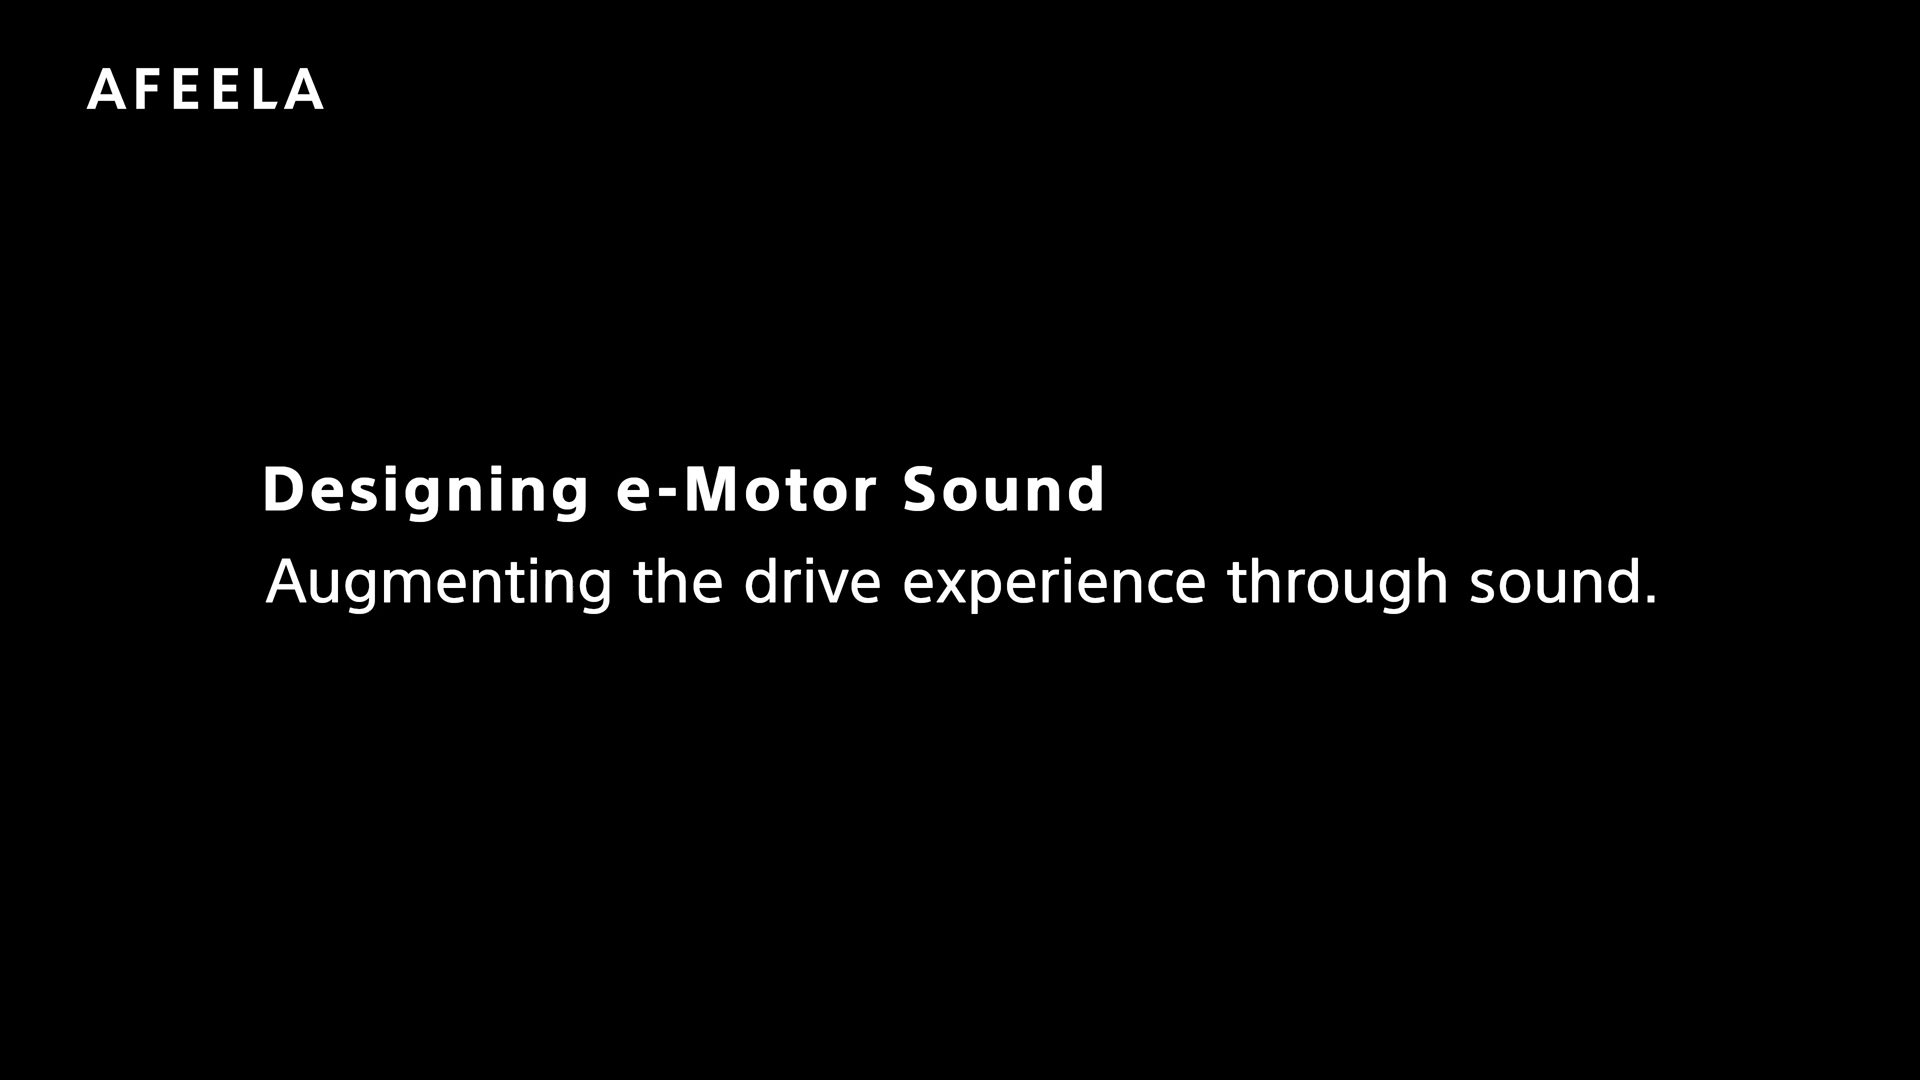 AFEELA
Designing e-Motor Sound
Augmenting the drive experience through sound.